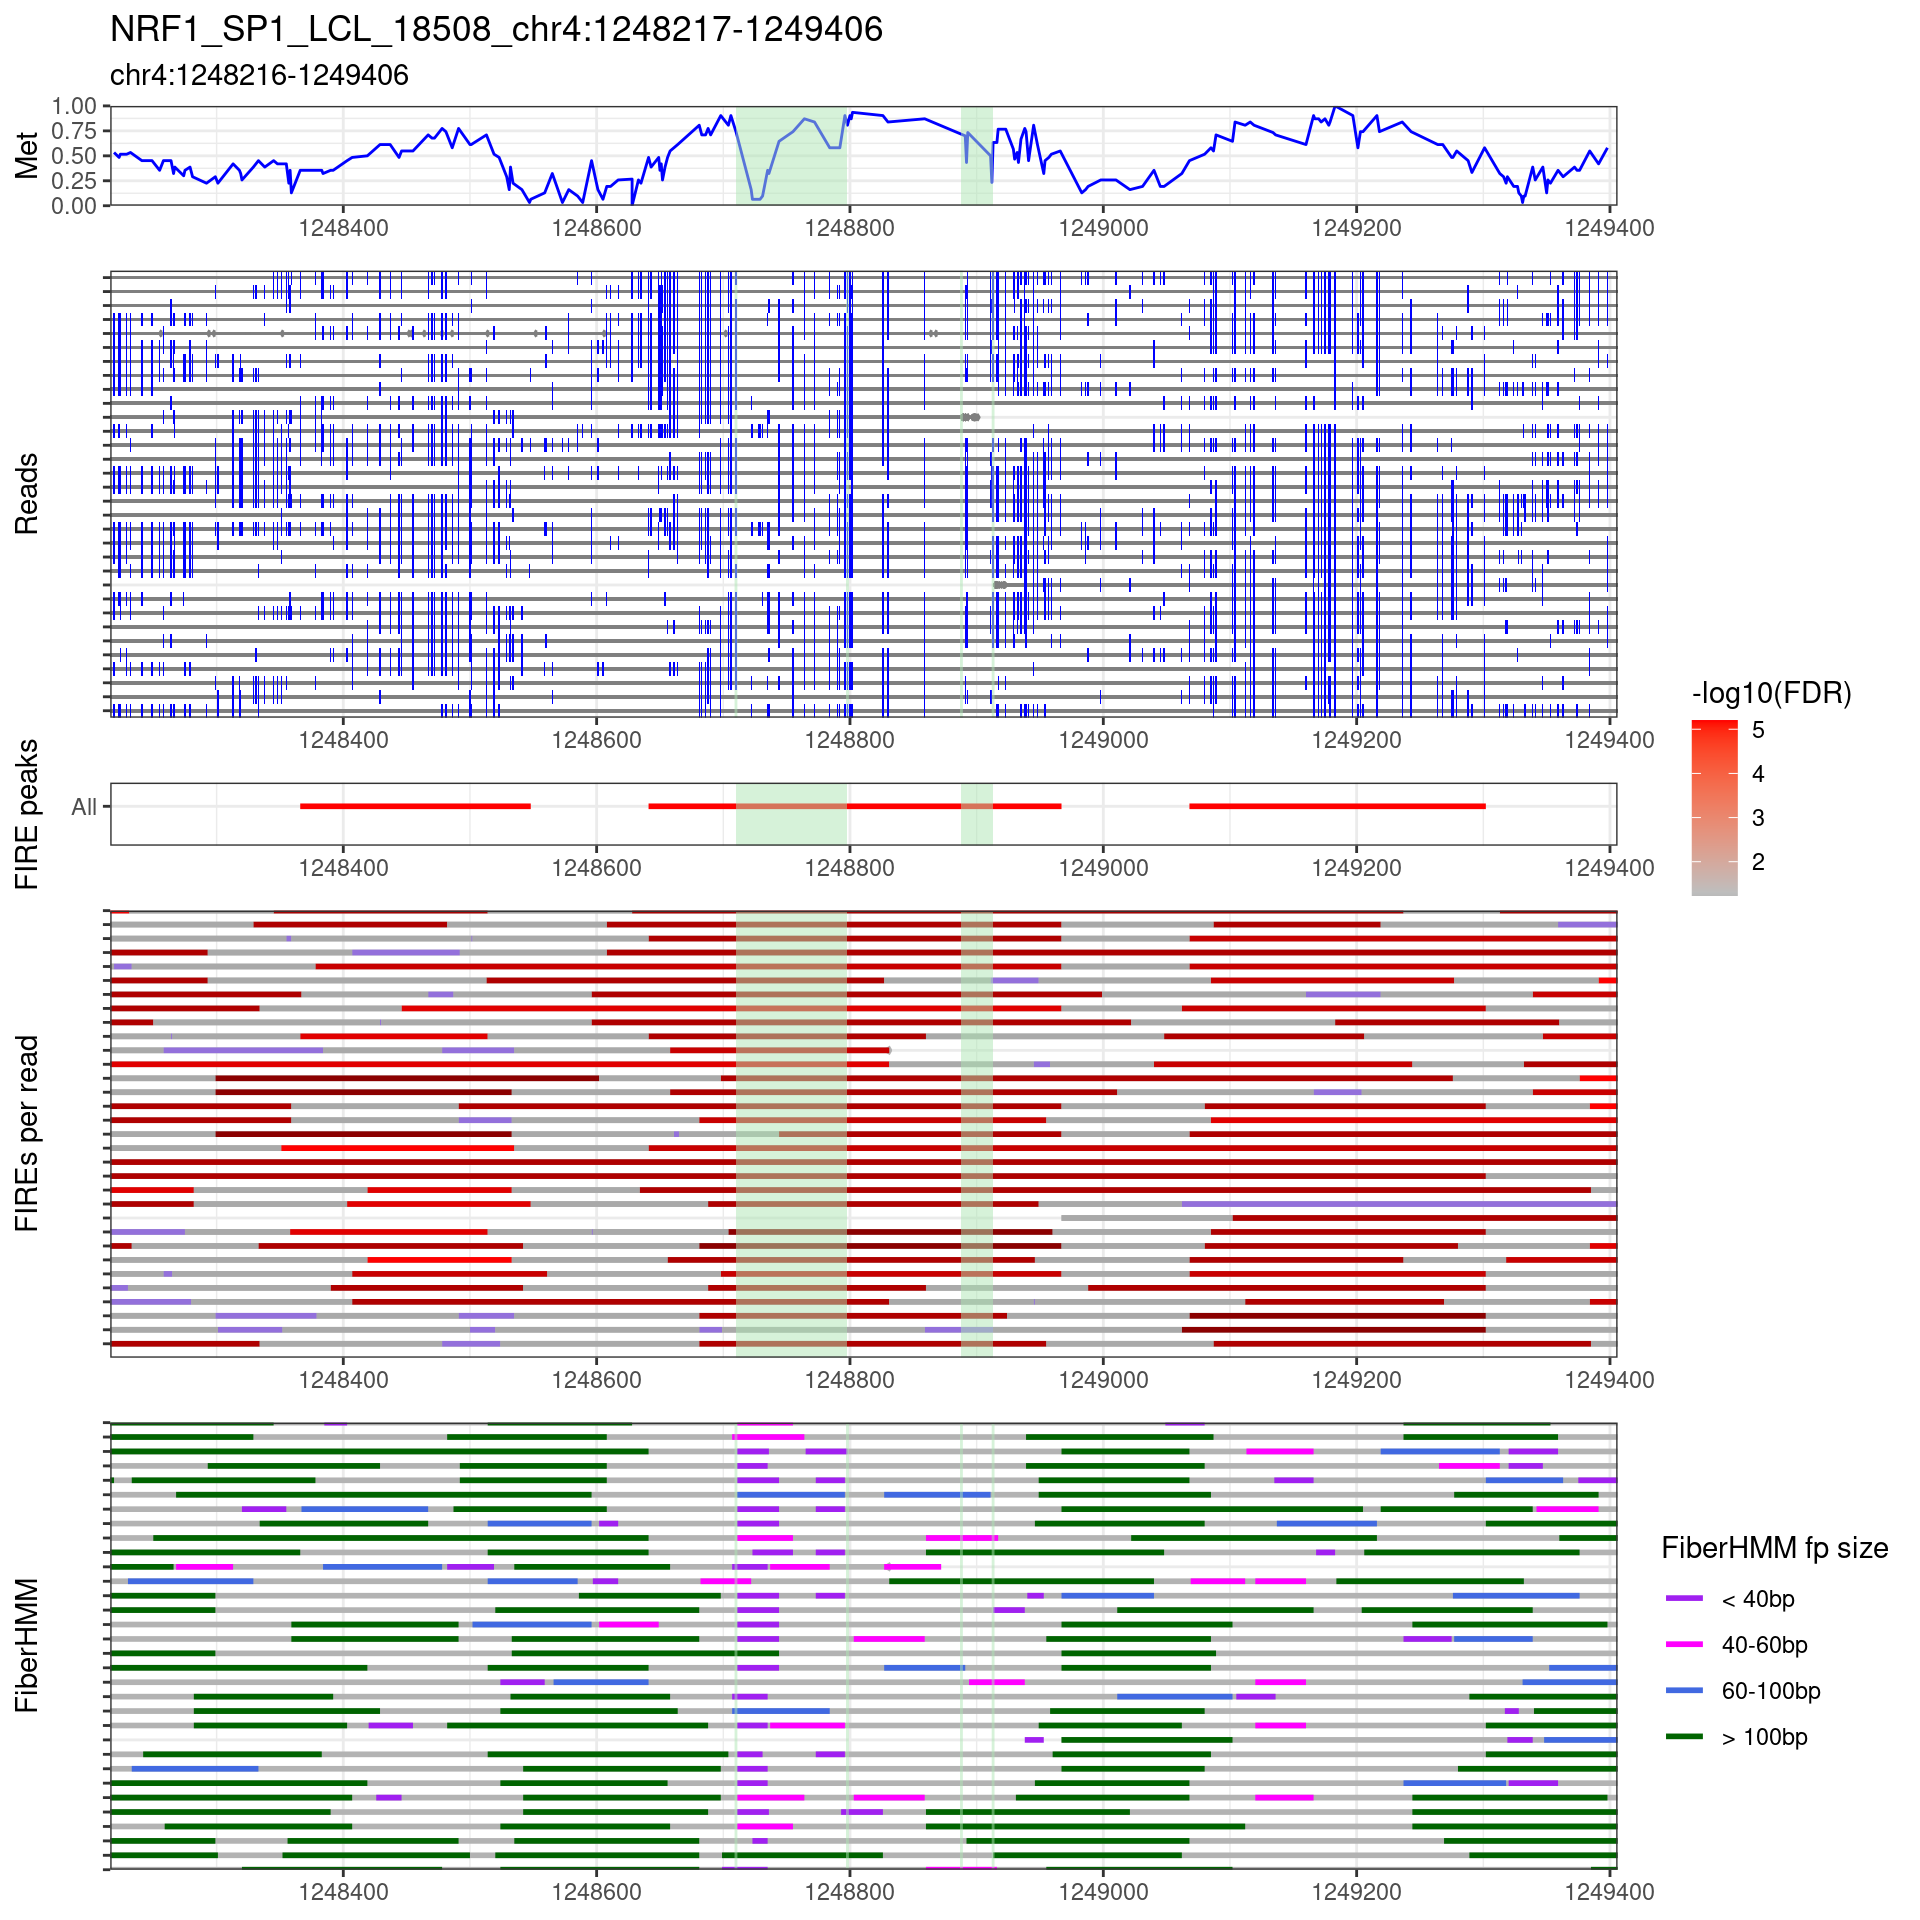 NRF1_SP1_LCL_18508_chr4:1248217-1249406
chr4:1248216-1249406
Met
1.00
0.75
0.50
0.25
0.00
1248400 1248600 1248800 1249000 1249200 1249400
Reads
1248400 1248600 1248800 1249000 1249200 1249400
FIRE peaks
All
1248400 1248600 1248800 1249000 1249200 1249400
-log10(FDR)
5
4
3
2
FIREs per read
1248400 1248600 1248800 1249000 1249200 1249400
FiberHMM
1248400 1248600 1248800 1249000 1249200 1249400
FiberHMM fp size
< 40bp
40-60bp
60-100bp
> 100bp